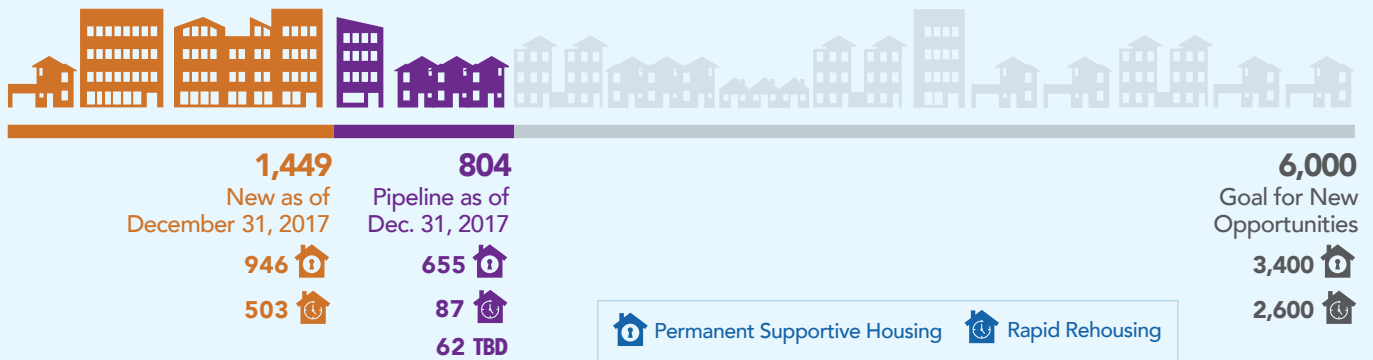 1,449
New as of
December 31, 2017
946
503
804
Pipeline as of
Dec. 31, 2017
655
87
62 TBD
6,000
Goal for New
Opportunities
3,400
2,600
Permanent Supportive Housing
Rapid Rehousing